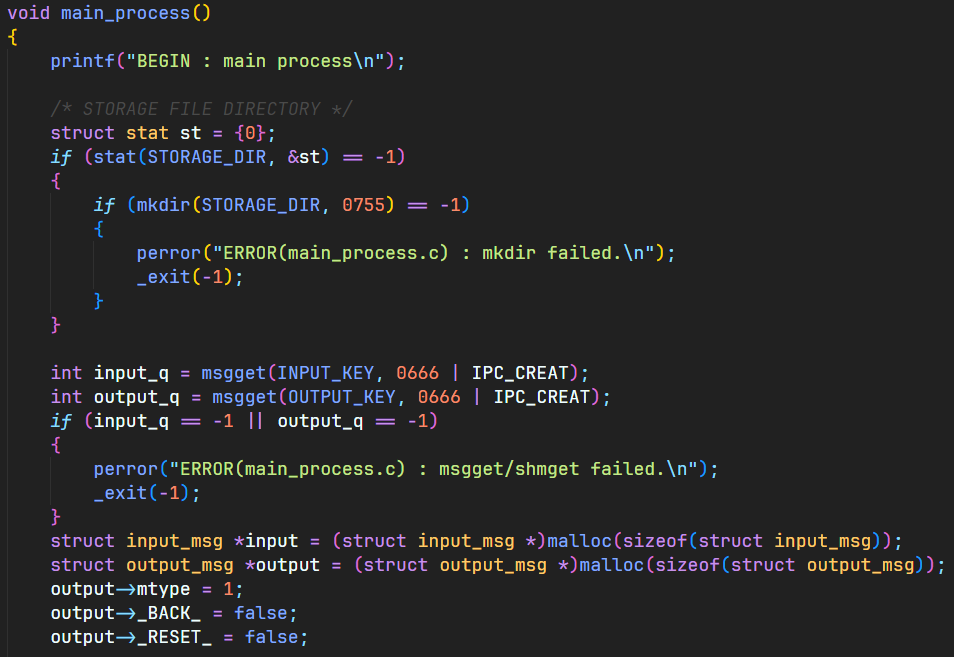 void main_process()
{
    printf("BEGIN : main process\n");

    /* STORAGE FILE DIRECTORY */
    struct stat st = {0};
    if (stat(STORAGE_DIR, &st) == -1)
    {
        if (mkdir(STORAGE_DIR, 0755) == -1)
        {
            perror("ERROR(main_process.c) : mkdir failed.\n");
            _exit(-1);
        }
    }

    int input_q = msgget(INPUT_KEY, 0666 | IPC_CREAT);
    int output_q = msgget(OUTPUT_KEY, 0666 | IPC_CREAT);
    if (input_q == -1 || output_q == -1)
    {
        perror("ERROR(main_process.c) : msgget/shmget failed.\n");
        _exit(-1);
    }
    struct input_msg *input = (struct input_msg *)malloc(sizeof(struct input_msg));
    struct output_msg *output = (struct output_msg *)malloc(sizeof(struct output_msg));
    output->mtype = 1;
    output->_BACK_ = false;
    output->_RESET_ = false;